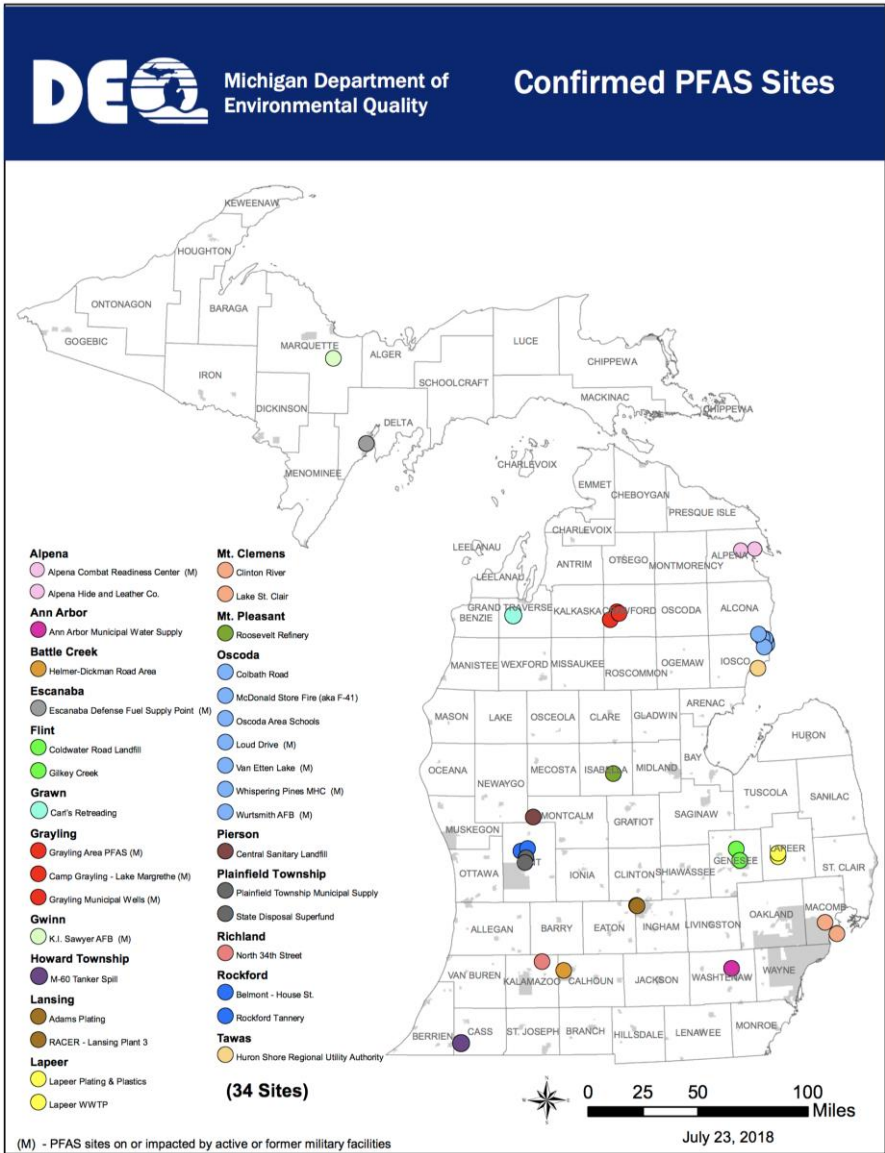 DEQ
Michigan Department of
Environmental Quality
Confirmed PFAS Sites
KEWEENAW
HOUGHTON
ONTONAGON
BARAGA
GOGEBIC
MARQUETTE
ALGER
LUCE
CHIPPEWA
IRON
SCHOOLCRAFT
MACKINAC
DICKINSON
CHIPPEWA
DELTA
MENOMINEE
CHARLEVOIX
EMMET
CHEBOYGAN
PRESQUE ISLE
CHARLEVOIX
LEELANAU
ANTRIM
OTSEGO
MONTMORENCY
ALPENA
LEELANAU
GRAND TRAVERSE
BENZIE
KALKASKA
CRAWFORD
OSCODA
ALCONA
MANISTEE
WEXFORD
MISSAUKEE
ROSCOMMON
OGEMAW
IOSCO
ARENAC
MASON
LAKE
OSCEOLA
CLARE
GLADWIN
HURON
BAY
OCEANA
NEWAYGO
MECOSTA
ISABELLA
MIDLAND
TUSCOLA
SANILAC
MONTCALM
GRATIOT
SAGINAW
MUSKEGON
LAPEER
GENESEE
ST. CLAIR
OTTAWA
IONIA
CLINTON
SHIAWASSEE
MACOMB
OAKLAND
ALLEGAN
BARRY
EATON
INGHAM
LIVINGSTON
VAN BUREN
KALAMAZOO
CALHOUN
JACKSON
WASHTENAW
WAYNE
BERRIEN
CASS
ST. JOSEPH
BRANCH
HILLSDALE
LENAWEE
MONROE
Alpena
Alpena Combat Readiness Center (M)
Alpena Hide and Leather Co.
Ann Arbor
Ann Arbor Municipal Water Supply
Battle Creek
Helmer-Dickman Road Area
Escanaba
Escanaba Defense Fuel Supply Point (M)
Flint
Coldwater Road Landfill
Gilkey Creek
Grawn
Carl's Retreading
Grayling
Grayling Area PFAS (M)
Camp Grayling - Lake Margrethe (M)
Grayling Municipal Wells (M)
Gwinn
K.I. Sawyer AFB (M)
Howard Township
M-60 Tanker Spill
Lansing
Adams Plating
RACER - Lansing Plant 3
Lapeer
Lapeer Plating & Plastics
Lapeer WWTP
Mt. Clemens
Clinton River
Lake St. Clair
Mt. Pleasant
Roosevelt Refinery
Oscoda
Colbath Road
McDonald Store Fire (aka F-41)
Oscoda Area Schools
Loud Drive (M)
Van Etten Lake (M)
Whispering Pines MHC (M)
Wurtsmith AFB (M)
Pierson
Central Sanitary Landfill
Plainfield Township
Plainfield Township Municipal Supply
State Disposal Superfund
Richland
North 34th Street
Rockford
Belmont - House St.
Rockford Tannery
Tawas
Huron Shore Regional Utility Authority
(34 Sites)
0 25 50 100
Miles
July 23, 2018
(M) - PFAS sites on or impacted by active or former military facilities